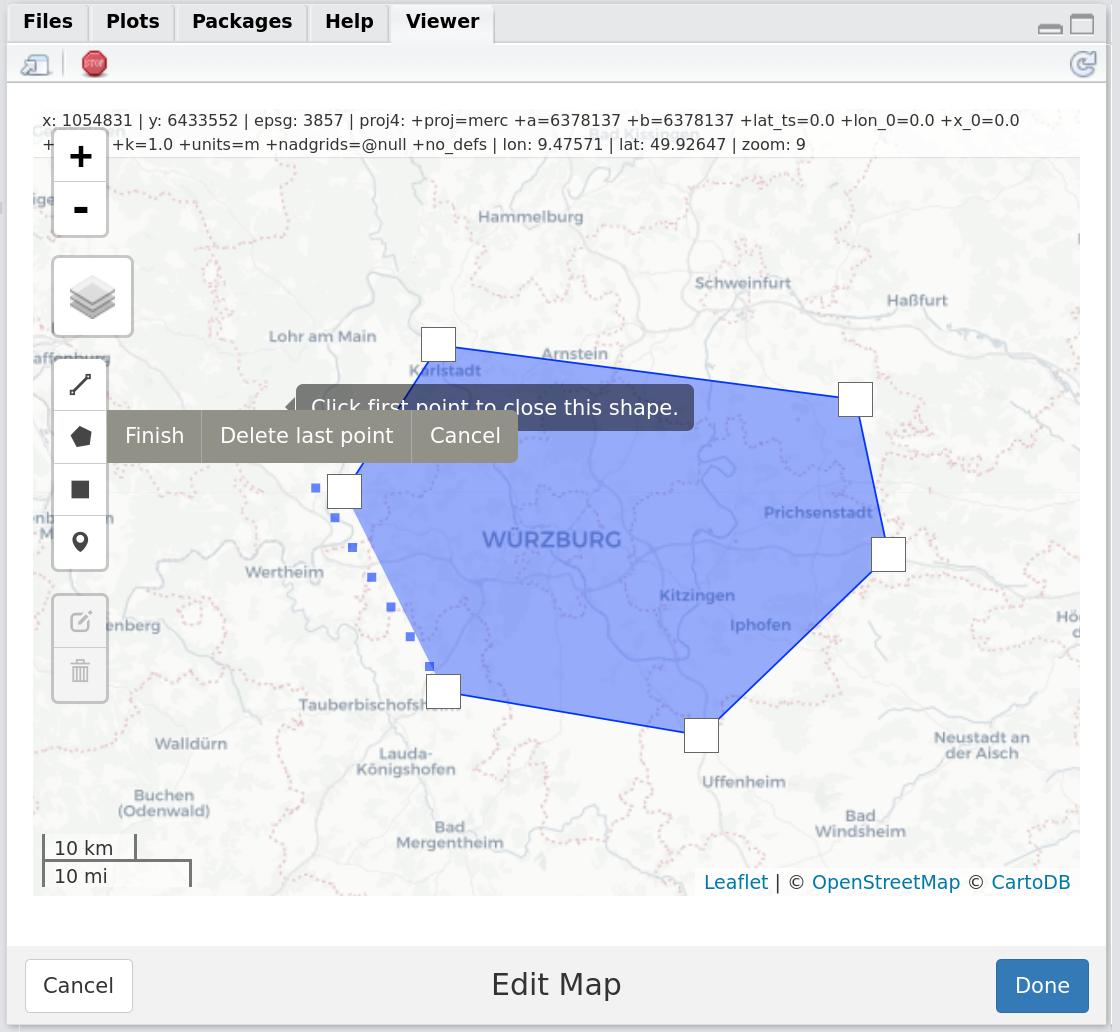 Files Plots Packages Help Viewer
STOP
x: 1054831 | y: 6433552 | epsg: 3857 | proj4: +proj=merc +a=6378137 +b=6378137 +lat_ts=0.0 +lon_0=0.0 +x_0=0.0
+k=1.0 +units=m +nadgrids=@null +no_defs | lon: 9.47571 | lat: 49.92647 | zoom: 9
Bad Kissingen
+
-
Hammelburg
Schweinfurt
Haßfurt
Lohr am Main
Arnstein
Karlstadt
Click first point to close this shape.
Finish Delete last point Cancel
Prichsenstadt
WÜRZBURG
Wertheim
Kitzingen
Iphofen
Tauberbischofsh
Walldürn
Neustadt an
der Aisch
Lauda-
Königshofen
Uffenheim
Buchen
(Odenwald)
Bad
Windsheim
Bad
Mergentheim
10 km
10 mi
Leaflet | © OpenStreetMap © CartoDB
Cancel Edit Map Done